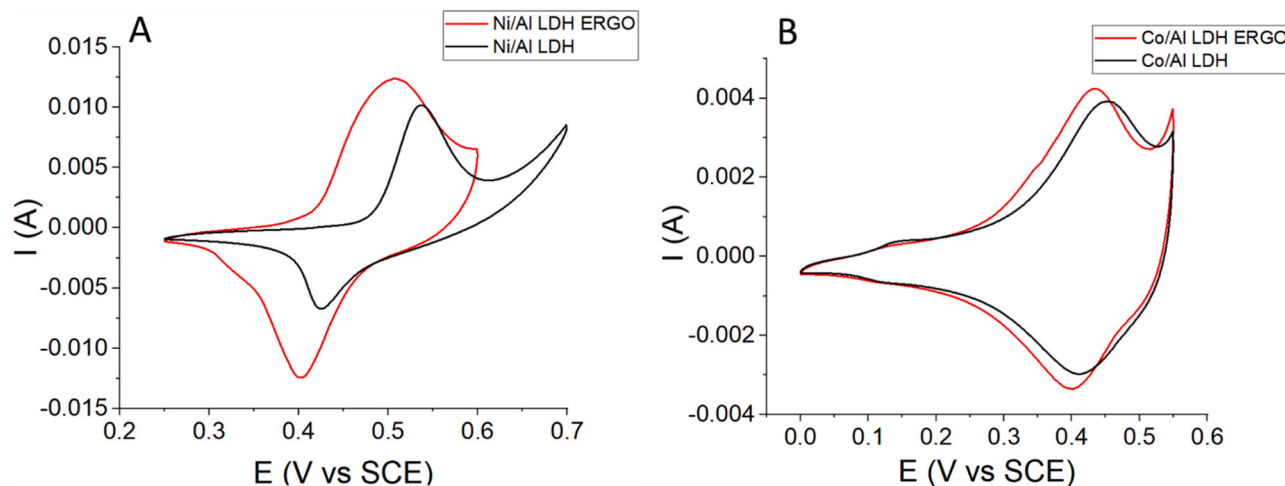 A
Ni/Al LDH ERGO
Ni/Al LDH
0.015
0.010
0.005
0.000
-0.005
-0.010
-0.015
I (A)
0.2 0.3 0.4 0.5 0.6 0.7
E (V vs SCE)
B
Co/Al LDH ERGO
Co/Al LDH
0.004
0.002
0.000
-0.002
-0.004
I (A)
0.0 0.1 0.2 0.3 0.4 0.5 0.6
E (V vs SCE)